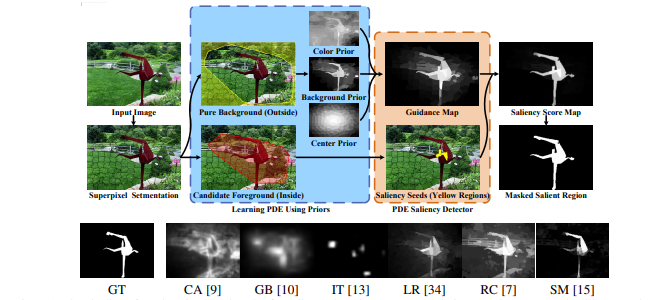 Color Prior
Input Image
Pure Background (Outside)
Background Prior
Guidance Map
Saliency Score Map
Center Prior
Superpixel Setmentation
Candidate Foreground (Inside)
Saliency Seeds (Yellow Regions)
Masked Salient Region
Learning PDE Using Priors
PDE Saliency Detector
GT
CA [9]
GB [10]
IT [13]
LR [34]
RC [7]
SM [15]